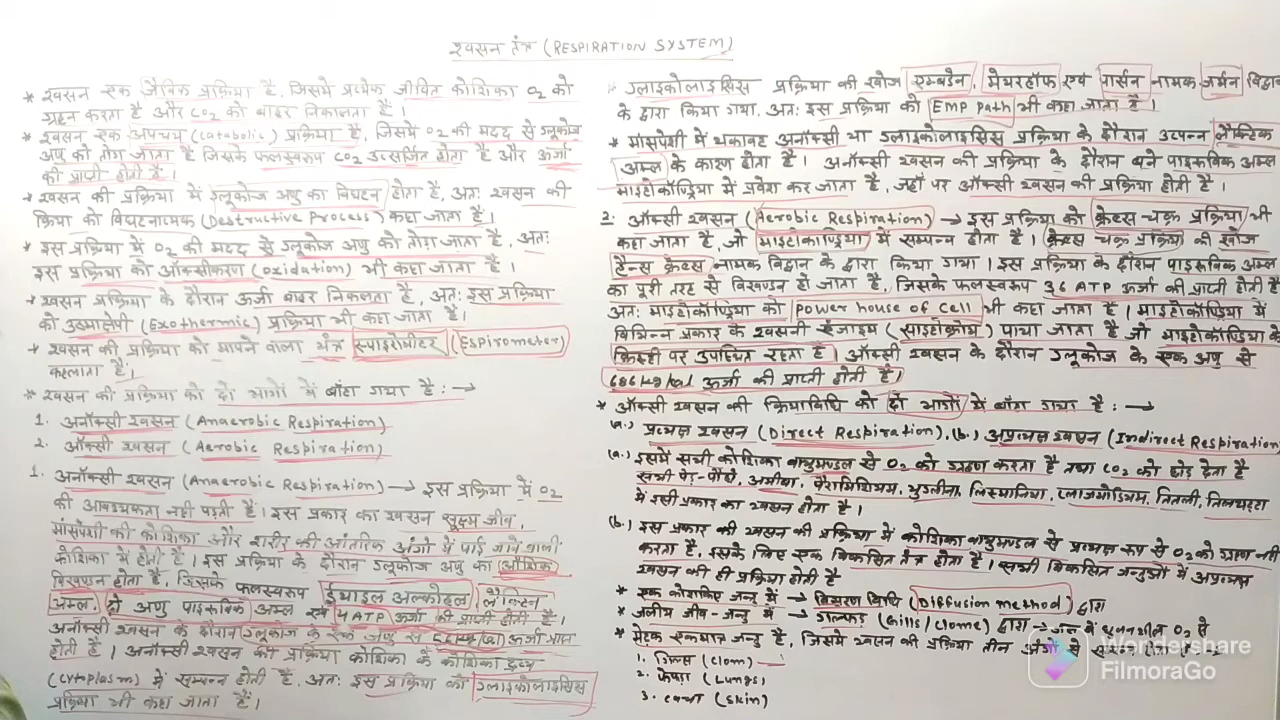 श्वसन तंत्र (RESPIRATION SYSTEM)
* श्वसन एक जैविक प्रक्रिया है, जिसमें प्रत्येक जीवित कोशिका O2 को
ग्रहन करता है और CO2 को बाहर निकालता है।
* श्वसन एक अपचय (Catabolic) प्रक्रिया है, जिसमें O2 की मदद से ग्लूकोज
अणु को तोड़ा जाता है जिसके फलस्वरूप CO2 उत्सर्जित होता है और ऊर्जा
की प्राप्ती होती है।
* श्वसन की प्रक्रिया में ग्लूकोज अणु का विघटन होता है, अतः श्वसन की
क्रिया को विघटनात्मक (Destructive Process) कहा जाता है।
* इस प्रक्रिया में O2 की मदद से ग्लूकोज अणु को तोड़ा जाता है, अतः
इस प्रक्रिया को ऑक्सीकरण (Oxidation) भी कहा जाता है।
* श्वसन प्रक्रिया के दौरान ऊर्जा बाहर निकलता है, अतः इस प्रक्रिया
को उष्माक्षेपी (Exothermic) प्रक्रिया भी कहा जाता है।
* श्वसन की प्रक्रिया को मापने वाला यंत्र स्पाइरोमीटर (Espirometer)
कहलाता है।
* श्वसन की प्रक्रिया को दो भागों में बाँटा गया है :→
1. अनॉक्सी श्वसन (Anaerobic Respiration)
2. ऑक्सी श्वसन (Aerobic Respiration)
1. अनॉक्सी श्वसन (Anaerobic Respiration) → इस प्रक्रिया में O2
की आवश्यकता नहीं पड़ती है। इस प्रकार का श्वसन सूक्ष्म जीव,
मांसपेशी की कोशिका और शरीर की आंतरिक अंगो में पाई जाने वाली
कोशिका में होती है। इस प्रक्रिया के दौरान ग्लूकोज अणु का आंशिक
विखण्डन होता है, जिसके फलस्वरूप ईथाइल अल्कोहल, लैक्टिक
अम्ल, दो अणु पाइरूविक अम्ल एवं 4ATP ऊर्जा की प्राप्ती होती है।
अनॉक्सी श्वसन के दौरान ग्लूकोज के एक अणु से ऊर्जा प्राप्त
होती है। अनॉक्सी श्वसन की प्रक्रिया कोशिका के कोशिका द्रव्य
(Cytoplasm) में सम्पन्न होती है, अतः इस प्रक्रिया को ग्लाइकोलाइसिस
प्रक्रिया भी कहा जाता है।
* ग्लाइकोलाइसिस प्रक्रिया की खोज एम्बडेन, मेयरहॉफ एवं पार्सन नामक जर्मन
के द्वारा किया गया, अतः इस प्रक्रिया को EMP Path भी कहा जाता है।
* मांसपेशी में थकावट अनॉक्सी या ग्लाइकोलाइसिस प्रक्रिया के दौरान उत्पन्न लैक्टिक
अम्ल के कारण होता है। अनॉक्सी श्वसन की प्रक्रिया के दौरान बने पाइरूविक अम्ल
माइटोकॉण्ड्रिया में प्रवेश कर जाता है, जहाँ पर ऑक्सी श्वसन की प्रक्रिया होती है।
2. ऑक्सी श्वसन (Aerobic Respiration) → इस प्रक्रिया को क्रेब्स चक्र प्रक्रिया भी
कहा जाता है, जो माइटोकॉण्ड्रिया में सम्पन्न होता है। क्रेब्स चक्र प्रक्रिया की खोज
हैन्स क्रेब्स नामक विद्वान के द्वारा किया गया। इस प्रक्रिया के दौरान पाइरूविक अम्ल
का पूरी तरह से विखण्डन हो जाता है, जिसके फलस्वरूप 36 ATP ऊर्जा की प्राप्ती होती है
अतः माइटोकॉण्ड्रिया को Power house of Cell भी कहा जाता है। माइटोकॉण्ड्रिया में
विभिन्न प्रकार के श्वसनी एंजाइम (साइटोक्रोम) पाया जाता है जो माइटोकॉण्ड्रिया के
क्रिस्टी पर उपस्थित रहता है। ऑक्सी श्वसन के दौरान ग्लूकोज के एक अणु से
686 ऊर्जा की प्राप्ती होती है।
* ऑक्सी श्वसन की क्रियाविधि को दो भागों में बाँटा गया है :→
(a.) प्रत्यक्ष श्वसन (Direct Respiration), (b.) अप्रत्यक्ष श्वसन (Indirect Respiration)
(a.) इसमें सभी कोशिका वायुमण्डल से O2 को ग्रहण करता है तथा CO2 को छोड़ देता है
सभी पेड़-पौधे, अमीबा, पैरामिशियम, युग्लीना, लिस्मानिया, प्लाजमोडियम, तितली, तिलचट्टा
में इसी प्रकार का श्वसन होता है।
(b.) इस प्रकार की श्वसन की प्रक्रिया में कोशिका वायुमण्डल से प्रत्यक्ष रूप से O2 को ग्रहण नहीं
करता है, इसके लिए एक विकसित तंत्र होता है। सभी विकसित जन्तुओं में अप्रत्यक्ष
श्वसन की ही प्रक्रिया होती है
* एक कोशिकीए जन्तु में → विसरण विधि (Diffusion method) द्वारा
* जलीय जीव-जन्तु में → गलफड़ (Gills/Clome) द्वारा → जल में घुलनशील O2 से
* मेढक एकमात्र जन्तु है, जिसमें श्वसन की प्रक्रिया तीन अंगो से
1. गिल्स (Clom) —
2. फेफड़ा (Lungs)
3. त्वचा (Skin)
Wondershare
FilmoraGo